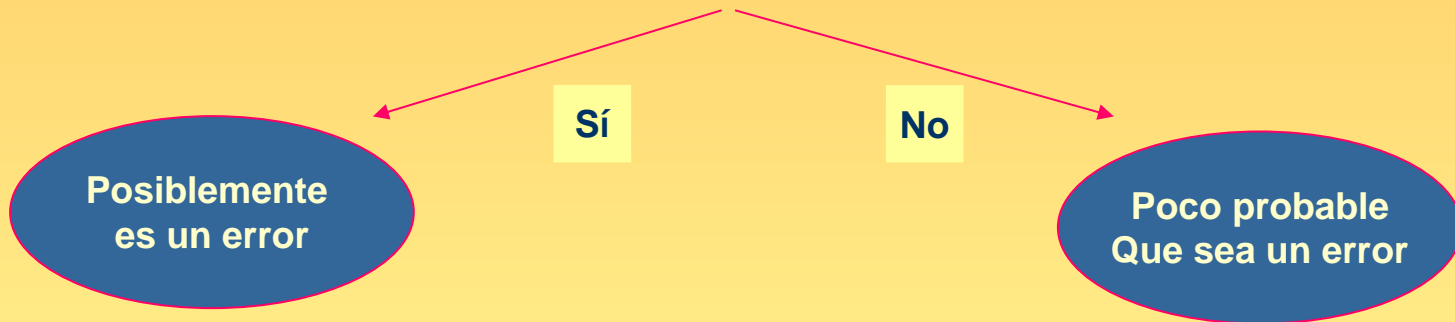 Sí
No
Posiblemente
es un error
Poco probable
Que sea un error